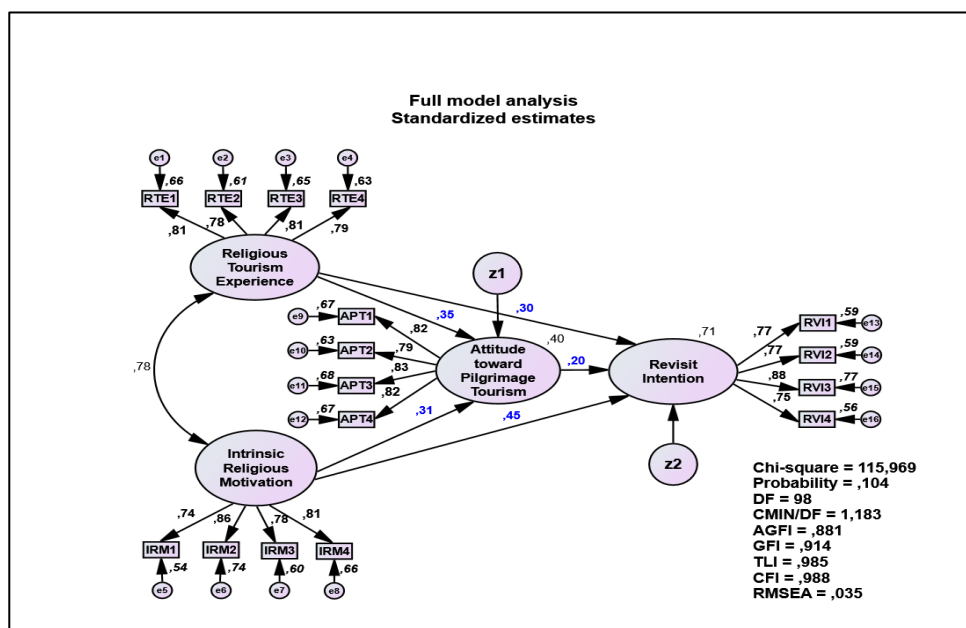 Full model analysis
Standardized estimates
e1
e2
e3
e4
,66
,61
,65
,63
RTE1
RTE2
RTE3
RTE4
,81
,78
,81
,79
Religious
Tourism
Experience
z1
,30
,35
e9
,67
APT1
,82
e10
,63
APT2
,79
e11
,68
APT3
,83
e12
,67
APT4
,82
,40
Attitude
toward
Pilgrimage
Tourism
,20
,71
Revisit
Intention
,77
RVI1
,59
e13
,77
RVI2
,59
e14
,88
RVI3
,77
e15
,75
RVI4
,56
e16
,78
,31
,45
z2
Intrinsic
Religious
Motivation
,74
,86
,78
,81
IRM1
IRM2
IRM3
IRM4
,54
,74
,60
,66
e5
e6
e7
e8
Chi-square = 115,969
Probability = ,104
DF = 98
CMIN/DF = 1,183
AGFI = ,881
GFI = ,914
TLI = ,985
CFI = ,988
RMSEA = ,035